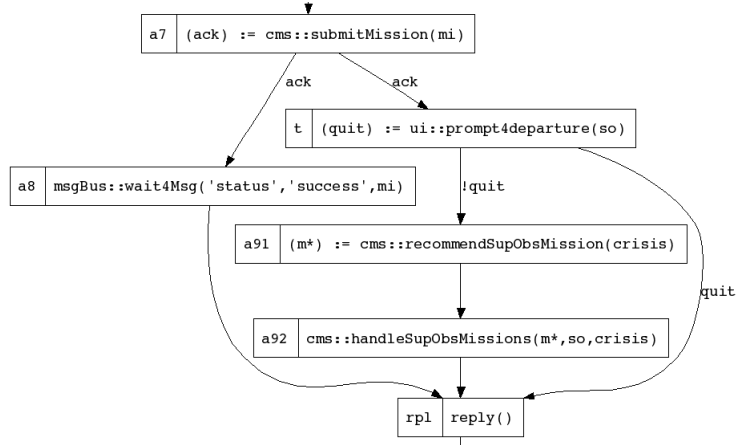 a7 (ack) := cms::submitMission(mi)
ack ack
t (quit) := ui::prompt4departure(so)
a8 msgBus::wait4Msg('status','success',mi)
!quit
a91 (m*) := cms::recommendSupObsMission(crisis)
quit
a92 cms::handleSupObsMissions(m*,so,crisis)
rpl reply()